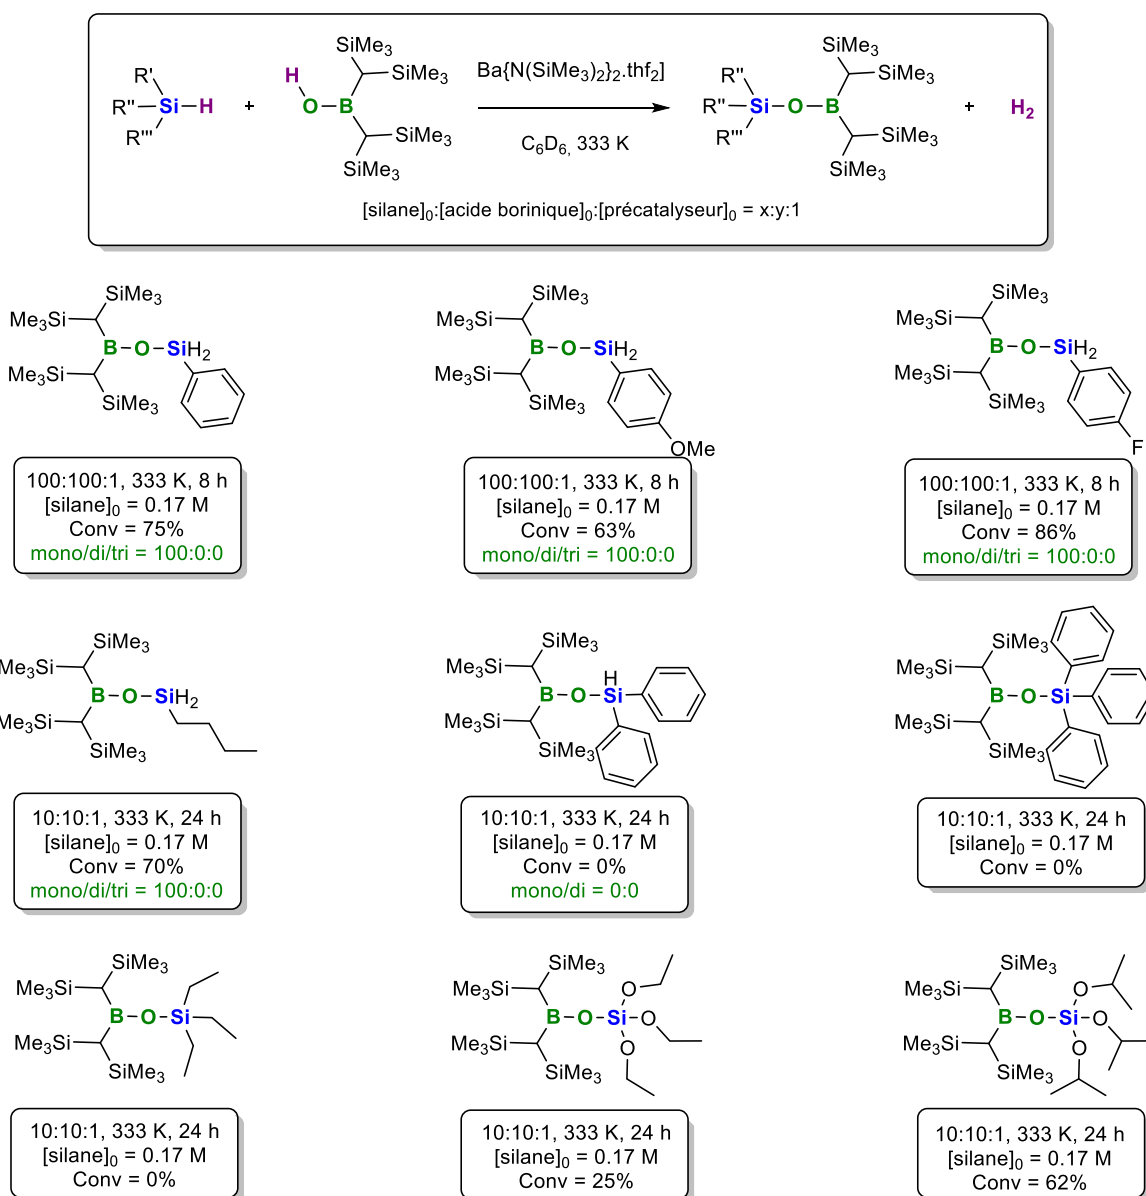 R' R'' R''' Si H + H O B SiMe3 SiMe3 SiMe3 SiMe3
Ba{N(SiMe3)2}2.thf2]
C6D6, 333 K
R'' R'' R''' Si O B SiMe3 SiMe3 SiMe3 SiMe3 + H2
[silane]0:[acide borinique]0:[précatalyseur]0 = x:y:1
SiMe3 Me3Si B O SiH2 Me3Si SiMe3
100:100:1, 333 K, 8 h
[silane]0 = 0.17 M
Conv = 75%
mono/di/tri = 100:0:0
SiMe3 Me3Si B O SiH2 Me3Si SiMe3 OMe
100:100:1, 333 K, 8 h
[silane]0 = 0.17 M
Conv = 63%
mono/di/tri = 100:0:0
SiMe3 Me3Si B O SiH2 Me3Si SiMe3 F
100:100:1, 333 K, 8 h
[silane]0 = 0.17 M
Conv = 86%
mono/di/tri = 100:0:0
SiMe3 Me3Si B O SiH2 Me3Si SiMe3
10:10:1, 333 K, 24 h
[silane]0 = 0.17 M
Conv = 70%
mono/di/tri = 100:0:0
SiMe3 Me3Si B O H Si Me3Si SiMe3
10:10:1, 333 K, 24 h
[silane]0 = 0.17 M
Conv = 0%
mono/di = 0:0
SiMe3 Me3Si B O Si Me3Si SiMe3
10:10:1, 333 K, 24 h
[silane]0 = 0.17 M
Conv = 0%
SiMe3 Me3Si B O Si Me3Si SiMe3
10:10:1, 333 K, 24 h
[silane]0 = 0.17 M
Conv = 0%
SiMe3 Me3Si B O Si O O O Me3Si SiMe3
10:10:1, 333 K, 24 h
[silane]0 = 0.17 M
Conv = 25%
SiMe3 Me3Si B O Si O O O Me3Si SiMe3
10:10:1, 333 K, 24 h
[silane]0 = 0.17 M
Conv = 62%